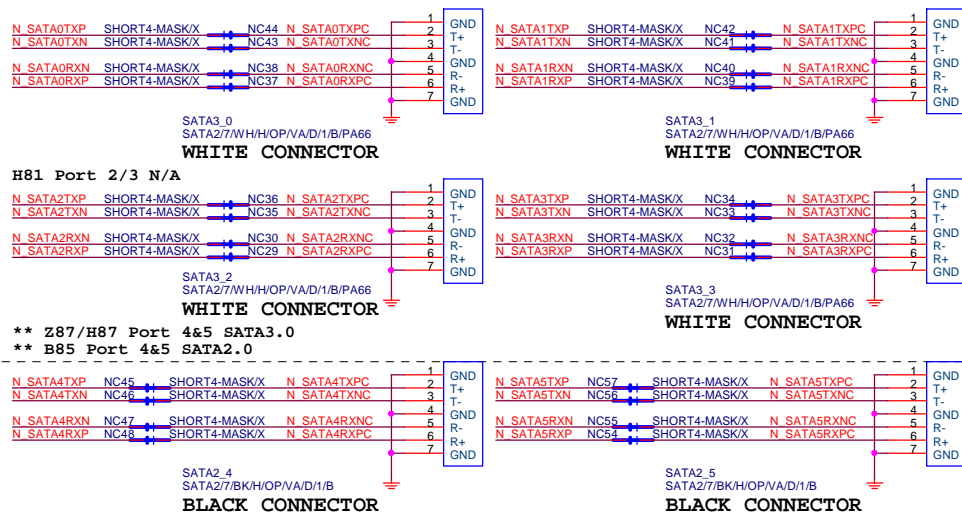 N_SATA0TXP SHORT4-MASK/X NC44 N_SATA0TXPC 1 GND
N_SATA0TXN SHORT4-MASK/X NC43 N_SATA0TXNC 2 T+
3 T-
4 GND
N_SATA0RXN SHORT4-MASK/X NC38 N_SATA0RXNC 5 R-
N_SATA0RXP SHORT4-MASK/X NC37 N_SATA0RXPC 6 R+
7 GND
SATA3_0
SATA2/7/WH/H/OP/VA/D/1/B/PA66
WHITE CONNECTOR
N_SATA1TXP SHORT4-MASK/X NC42 N_SATA1TXPC 1 GND
N_SATA1TXN SHORT4-MASK/X NC41 N_SATA1TXNC 2 T+
3 T-
4 GND
N_SATA1RXN SHORT4-MASK/X NC40 N_SATA1RXNC 5 R-
N_SATA1RXP SHORT4-MASK/X NC39 N_SATA1RXPC 6 R+
7 GND
SATA3_1
SATA2/7/WH/H/OP/VA/D/1/B/PA66
WHITE CONNECTOR
H81 Port 2/3 N/A
N_SATA2TXP SHORT4-MASK/X NC36 N_SATA2TXPC 1 GND
N_SATA2TXN SHORT4-MASK/X NC35 N_SATA2TXNC 2 T+
3 T-
4 GND
N_SATA2RXN SHORT4-MASK/X NC30 N_SATA2RXNC 5 R-
N_SATA2RXP SHORT4-MASK/X NC29 N_SATA2RXPC 6 R+
7 GND
SATA3_2
SATA2/7/WH/H/OP/VA/D/1/B/PA66
WHITE CONNECTOR
N_SATA3TXP SHORT4-MASK/X NC34 N_SATA3TXPC 1 GND
N_SATA3TXN SHORT4-MASK/X NC33 N_SATA3TXNC 2 T+
3 T-
4 GND
N_SATA3RXN SHORT4-MASK/X NC32 N_SATA3RXNC 5 R-
N_SATA3RXP SHORT4-MASK/X NC31 N_SATA3RXPC 6 R+
7 GND
SATA3_3
SATA2/7/WH/H/OP/VA/D/1/B/PA66
WHITE CONNECTOR
** Z87/H87 Port 4&5 SATA3.0
** B85 Port 4&5 SATA2.0
N_SATA4TXP NC45 SHORT4-MASK/X N_SATA4TXPC 1 GND
N_SATA4TXN NC46 SHORT4-MASK/X N_SATA4TXNC 2 T+
3 T-
4 GND
N_SATA4RXN NC47 SHORT4-MASK/X N_SATA4RXNC 5 R-
N_SATA4RXP NC48 SHORT4-MASK/X N_SATA4RXPC 6 R+
7 GND
SATA2_4
SATA2/7/BK/H/OP/VA/D/1/B
BLACK CONNECTOR
N_SATA5TXP NC57 SHORT4-MASK/X N_SATA5TXPC 1 GND
N_SATA5TXN NC56 SHORT4-MASK/X N_SATA5TXNC 2 T+
3 T-
4 GND
N_SATA5RXN NC55 SHORT4-MASK/X N_SATA5RXNC 5 R-
N_SATA5RXP NC54 SHORT4-MASK/X N_SATA5RXPC 6 R+
7 GND
SATA2_5
SATA2/7/BK/H/OP/VA/D/1/B
BLACK CONNECTOR